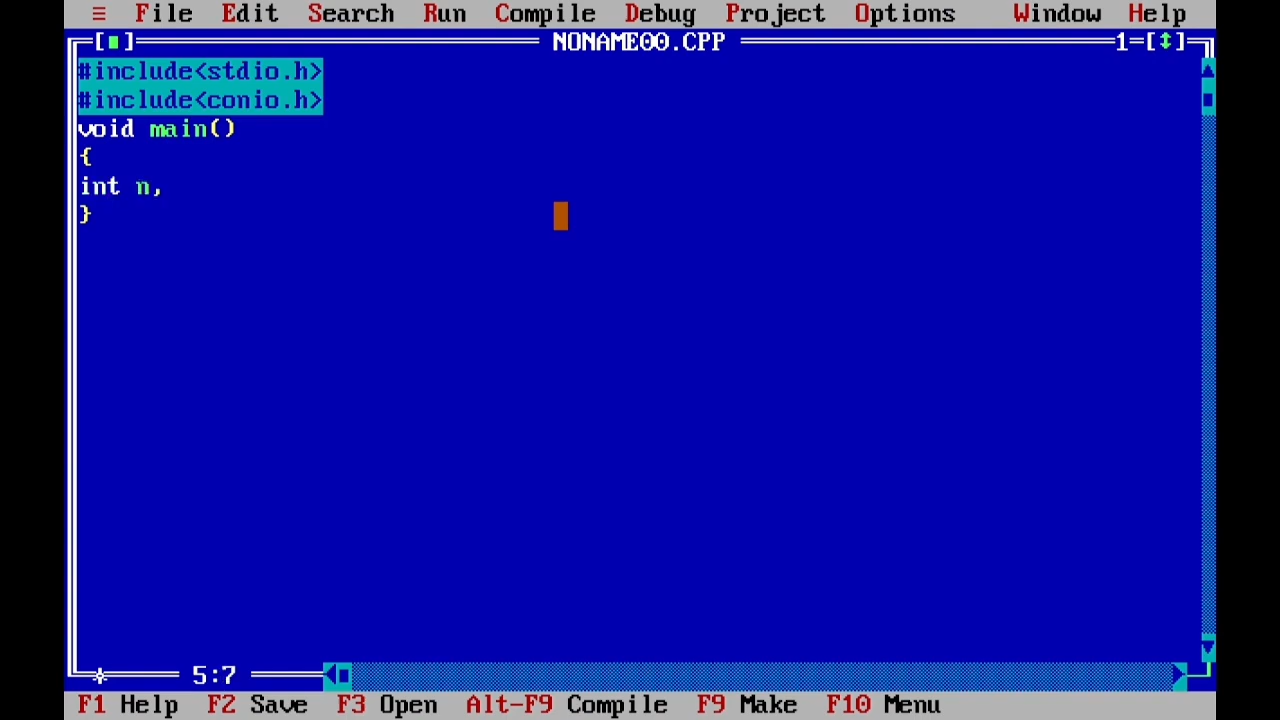 ≡ File Edit Search Run Compile Debug Project Options Window Help
[■] NONAME00.CPP 1=[↕]
#include<stdio.h>
#include<conio.h>
void main()
{
int n,
}
* 5:7
F1 Help F2 Save F3 Open Alt-F9 Compile F9 Make F10 Menu